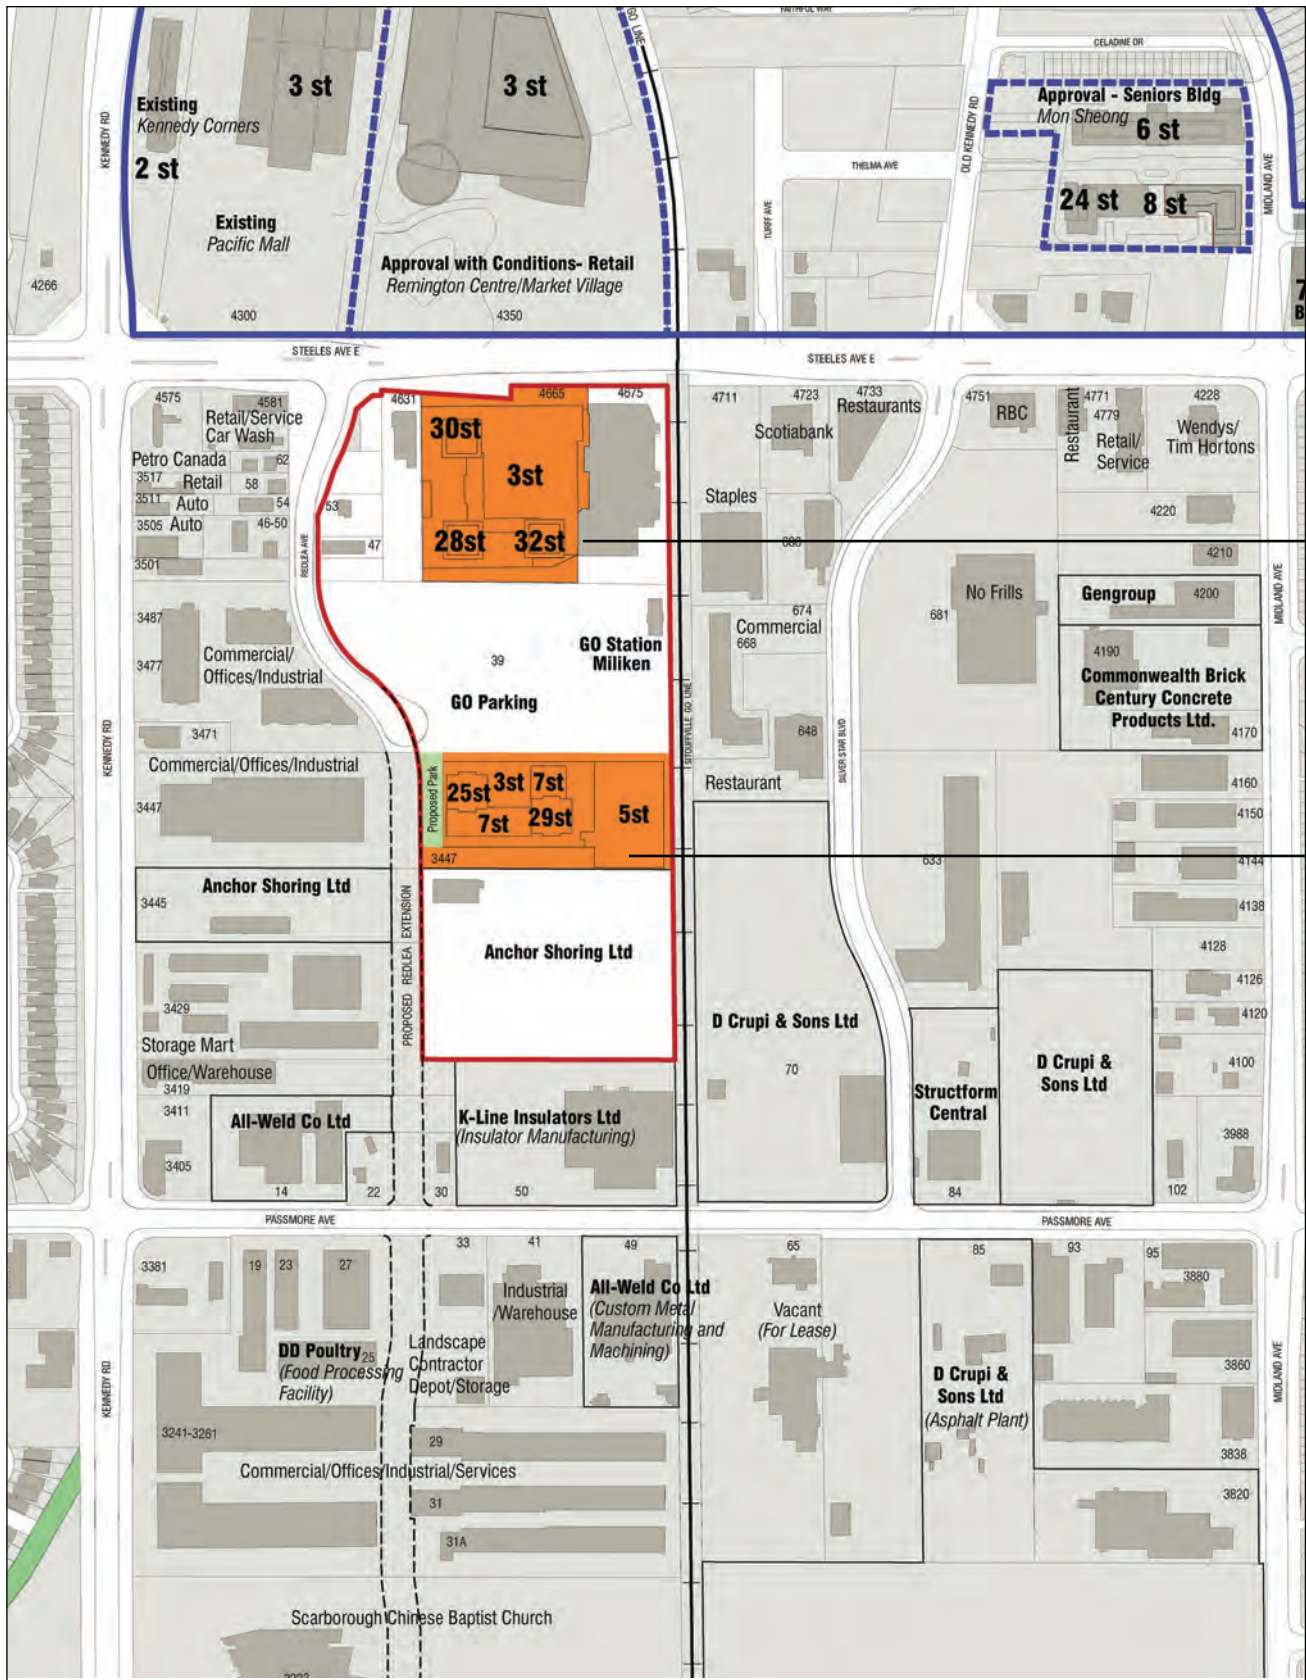 FAITHFUL WAY
GO LINE
CELADINE DR
3 st
3 st
Existing
Kennedy Corners
2 st
KENNEDY RD
OLD KENNEDY RD
Approval - Seniors Bldg
Mon Sheong
6 st
THELMA AVE
24 st
8 st
MIDLAND AVE
TURFF AVE
Existing
Pacific Mall
Approval with Conditions- Retail
Remington Centre/Market Village
4266
4300
4350
7
B
STEELES AVE E
STEELES AVE E
4575
4581
4631
4665
4675
4711
4723
4733
4751
4771
4779
4228
Retail/Service
Car Wash
Restaurants
RBC
Restaurant
Retail/
Service
Wendys/
Tim Hortons
30st
Scotiabank
Petro Canada
62
3517
Retail
58
3st
3511
Auto
54
53
Staples
4220
3505
Auto
46-50
28st
32st
680
47
4210
3501
REDLEA AVE
No Frills
Gengroup
4200
MIDLAND AVE
3487
674
681
Commercial
668
GO Station
Miliken
4190
Commercial/
Offices/Industrial
3477
39
Commonwealth Brick
Century Concrete
Products Ltd.
GO Parking
STOUFFVILLE GO LINE
KENNEDY RD
3471
648
SILVER STAR BLVD
4170
Commercial/Offices/Industrial
Proposed Park
3st
7st
25st
Restaurant
4160
3447
7st
29st
5st
4150
3447
633
4144
Anchor Shoring Ltd
3445
4138
PROPOSED REDLEA EXTENSION
Anchor Shoring Ltd
4128
4126
3429
D Crupi & Sons Ltd
4120
Storage Mart
Office/Warehouse
3419
70
D Crupi &
Sons Ltd
4100
3411
All-Weld Co Ltd
K-Line Insulators Ltd
(Insulator Manufacturing)
Structform
Central
3988
3405
14
22
30
50
84
102
PASSMORE AVE
PASSMORE AVE
33
41
49
65
85
93
95
3381
19
23
27
3880
Industrial
/Warehouse
All-Weld Co Ltd
(Custom Metal
Manufacturing and
Machining)
Vacant
(For Lease)
DD Poultry
25
(Food Processing
Facility)
Landscape
Contractor
Depot/Storage
KENNEDY RD
D Crupi &
Sons Ltd
(Asphalt Plant)
3860
MIDLAND AVE
3241-3261
29
3838
Commercial/Offices/Industrial/Services
31
3820
31A
Scarborough Chinese Baptist Church